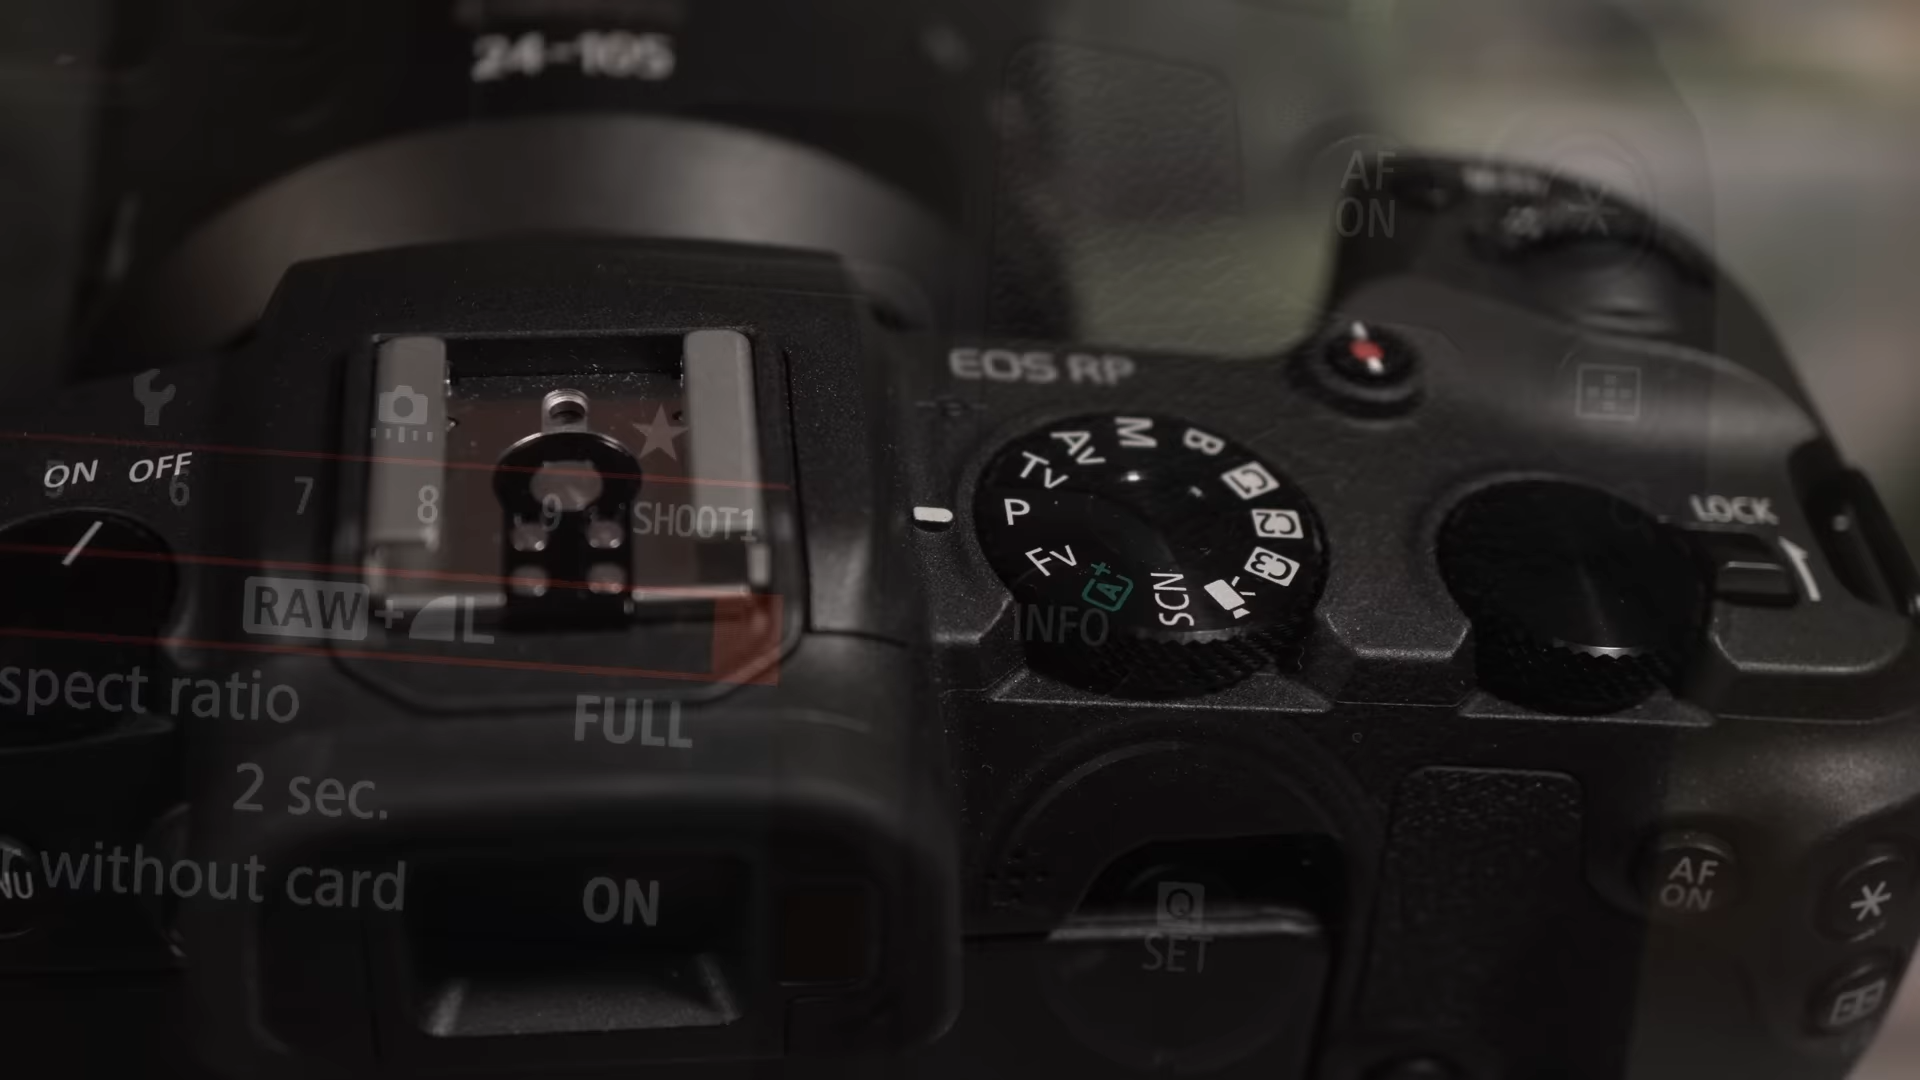 24-105
AF
ON
EOS RP
M
B
Av
Tv
C1
P
C2
Fv
C3
A+
SCN
LOCK
ON OFF
6 7 8 9 SHOOT1
RAW+ L
INFO
spect ratio
FULL
2 sec.
without card
ON
Q
SET
AF
ON